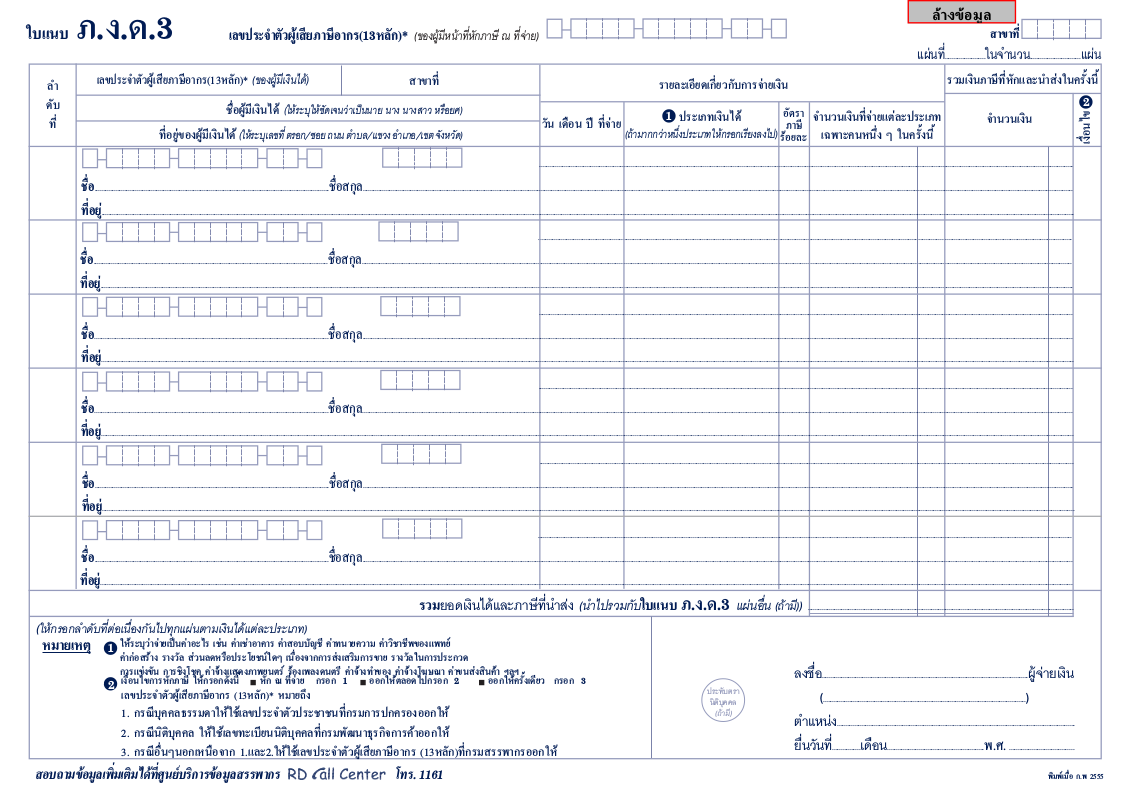 ล้างข้อมูล
ใบแนบ ภ.ง.ด.3 เลขประจำตัวผู้เสียภาษีอากร(13หลัก)* (ของผู้มีหน้าที่หักภาษี ณ ที่จ่าย) สาขาที่
แผ่นที่ ในจำนวน แผ่น
ลำดับที่
เลขประจำตัวผู้เสียภาษีอากร(13หลัก)* (ของผู้มีเงินได้) สาขาที่
ชื่อผู้มีเงินได้ (ให้ระบุให้ชัดเจนว่าเป็นนาย นาง นางสาว หรือยศ)
ที่อยู่ของผู้มีเงินได้ (ให้ระบุเลขที่ ตรอก/ซอย ถนน ตำบล/แขวง อำเภอ/เขต จังหวัด)
รายละเอียดเกี่ยวกับการจ่ายเงิน
วัน เดือน ปี ที่จ่าย
1 ประเภทเงินได้
(ถ้ามากกว่าหนึ่งประเภทให้กรอกเรียงลงไป)
อัตรา
ภาษี
ร้อยละ
จำนวนเงินที่จ่ายแต่ละประเภท
เฉพาะคนหนึ่ง ๆ ในครั้งนี้
รวมเงินภาษีที่หักและนำส่งในครั้งนี้
จำนวนเงิน
2 เงื่อนไข
ชื่อ ชื่อสกุล
ที่อยู่
ชื่อ ชื่อสกุล
ที่อยู่
ชื่อ ชื่อสกุล
ที่อยู่
ชื่อ ชื่อสกุล
ที่อยู่
ชื่อ ชื่อสกุล
ที่อยู่
ชื่อ ชื่อสกุล
ที่อยู่
รวมยอดเงินได้และภาษีที่นำส่ง (นำไปรวมกับใบแนบ ภ.ง.ด.3 แผ่นอื่น (ถ้ามี))
(ให้กรอกลำดับที่ต่อเนื่องกันไปทุกแผ่นตามเงินได้แต่ละประเภท)
หมายเหตุ 1 ให้ระบุว่าจ่ายเป็นค่าอะไร เช่น ค่าเช่าอาคาร ค่าสอบบัญชี ค่าทนายความ ค่าวิชาชีพของแพทย์
ค่าก่อสร้าง รางวัล ส่วนลดหรือประโยชน์ใดๆ เนื่องจากการส่งเสริมการขาย รางวัลในการประกวด
การแข่งขัน การชิงโชค ค่าจ้างแสดงภาพยนตร์ ร้องเพลงดนตรี ค่าจ้างทำของ ค่าจ้างโฆษณา ค่าขนส่งสินค้า ฯลฯ
2 เงื่อนไขการหักภาษี ให้กรอกดังนี้ ■ หัก ณ ที่จ่าย กรอก 1 ■ ออกให้ตลอดไปกรอก 2 ■ ออกให้ครั้งเดียว กรอก 3
เลขประจำตัวผู้เสียภาษีอากร (13หลัก)* หมายถึง
1. กรณีบุคคลธรรมดาให้ใช้เลขประจำตัวประชาชนที่กรมการปกครองออกให้
2. กรณีนิติบุคคล ให้ใช้เลขทะเบียนนิติบุคคลที่กรมพัฒนาธุรกิจการค้าออกให้
3. กรณีอื่นๆนอกเหนือจาก 1.และ2.ให้ใช้เลขประจำตัวผู้เสียภาษีอากร (13หลัก)ที่กรมสรรพากรออกให้
ประทับตรา
นิติบุคคล
(ถ้ามี)
ลงชื่อ ผู้จ่ายเงิน
( )
ตำแหน่ง
ยื่นวันที่ เดือน พ.ศ.
สอบถามข้อมูลเพิ่มเติมได้ที่ศูนย์บริการข้อมูลสรรพากร RD Call Center โทร. 1161
พิมพ์เมื่อ ก.พ 2555